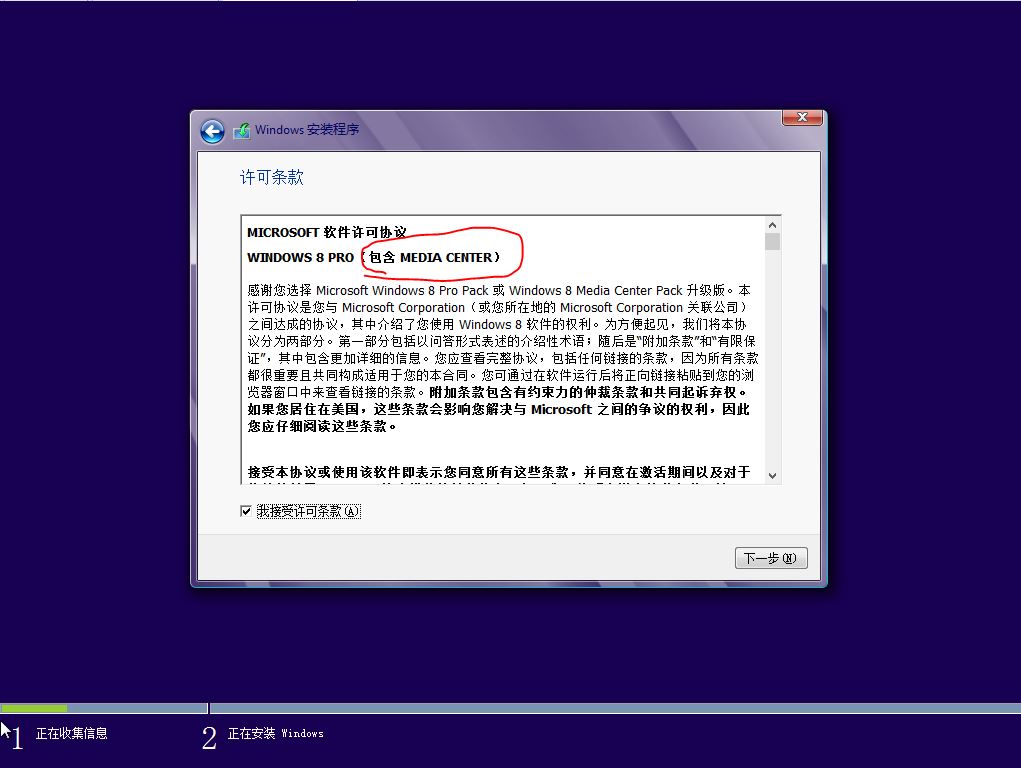 Windows 安装程序
许可条款
MICROSOFT 软件许可协议
WINDOWS 8 PRO（包含 MEDIA CENTER）
感谢您选择 Microsoft Windows 8 Pro Pack 或 Windows 8 Media Center Pack 升级版。本
许可协议是您与 Microsoft Corporation（或您所在地的 Microsoft Corporation 关联公司）
之间达成的协议，其中介绍了您使用 Windows 8 软件的权利。为方便起见，我们将本协
议分为两部分。第一部分包括以问答形式表述的介绍性术语；随后是“附加条款”和“有限保
证”，其中包含更加详细的信息。您应查看完整协议，包括任何链接的条款，因为所有条款
都很重要且共同构成适用于您的本合同。您可通过在软件运行后将正向链接粘贴到您的浏
览器窗口中来查看链接的条款。附加条款包含有约束力的仲裁条款和共同起诉弃权。
如果您居住在美国，这些条款会影响您解决与 Microsoft 之间的争议的权利，因此
您应仔细阅读这些条款。
接受本协议或使用该软件即表示您同意所有这些条款，并同意在激活期间以及对于
我接受许可条款(A)
下一步(N)
1 正在收集信息
2 正在安装 Windows